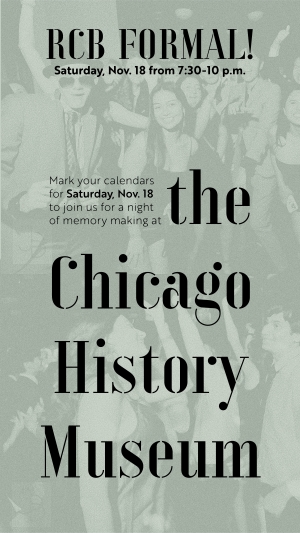 RCB FORMAL!
Saturday, Nov. 18 from 7:30-10 p.m.
Mark your calendars
for Saturday, Nov. 18
to join us for a night
of memory making at
the
Chicago
History
Museum